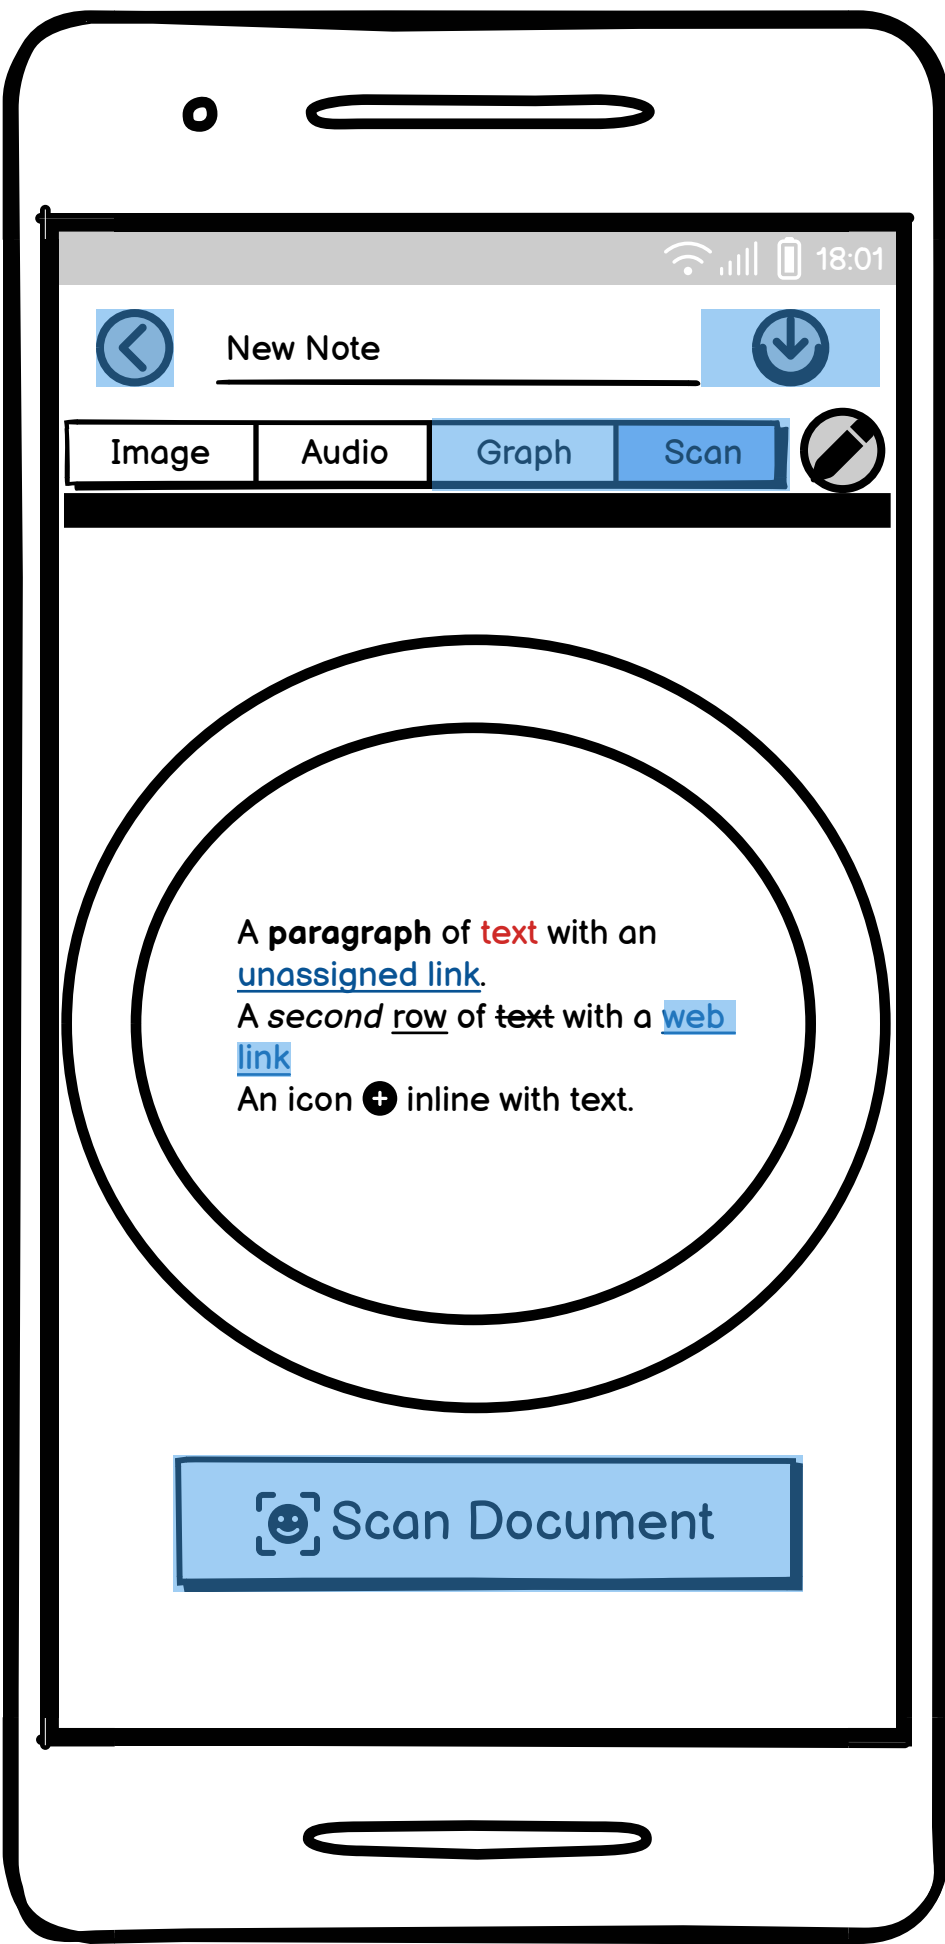 18:01
New Note
Image Audio Graph Scan
A paragraph of text with an
unassigned link.
A second row of text with a web
link
An icon + inline with text.
Scan Document